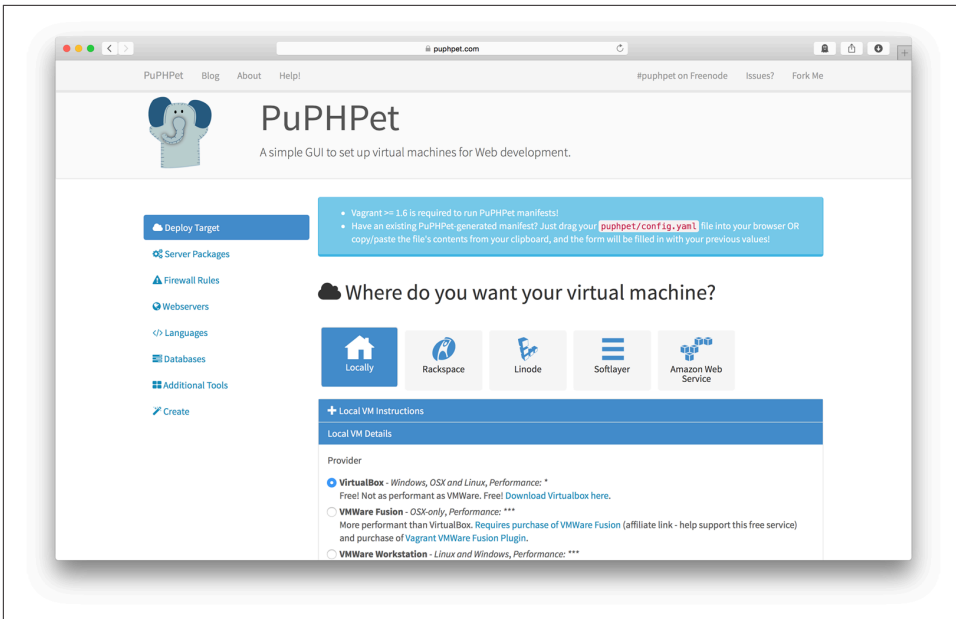 puphpet.com
PuPHPet Blog About Help! #puphpet on Freenode Issues? Fork Me
PuPHPet
A simple GUI to set up virtual machines for Web development.
Deploy Target
Server Packages
Firewall Rules
Webservers
</> Languages
Databases
Additional Tools
Create
• Vagrant >= 1.6 is required to run PuPHPet manifests!
• Have an existing PuPHPet-generated manifest? Just drag your puphpet/config.yaml file into your browser OR
copy/paste the file's contents from your clipboard, and the form will be filled in with your previous values!
Where do you want your virtual machine?
Locally
Rackspace
Linode
Softlayer
Amazon Web
Service
Local VM Instructions
Local VM Details
Provider
VirtualBox - Windows, OSX and Linux, Performance: *
Free! Not as performant as VMWare. Free! Download Virtualbox here.
VMWare Fusion - OSX-only, Performance: ***
More performant than VirtualBox. Requires purchase of VMWare Fusion (affiliate link - help support this free service)
and purchase of Vagrant VMWare Fusion Plugin.
VMWare Workstation - Linux and Windows, Performance: ***